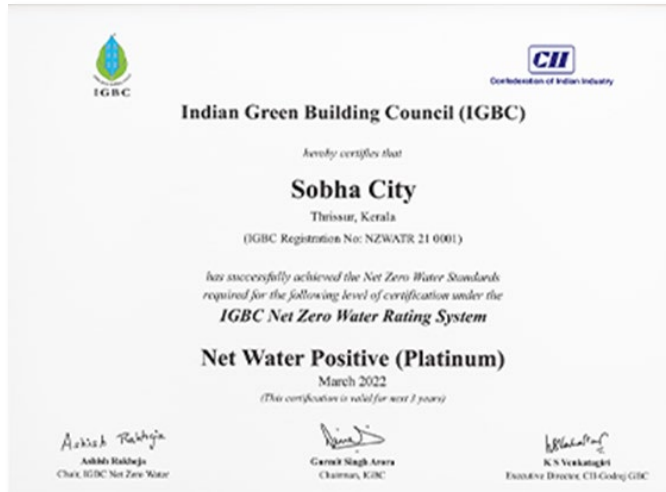 IGBC
CII
Confederation of Indian Industry
Indian Green Building Council (IGBC)
hereby certifies that
Sobha City
Thrissur, Kerala
(IGBC Registration No: NZWATR 21 0001)
has successfully achieved the Net Zero Water Standards
required for the following level of certification under the
IGBC Net Zero Water Rating System
Net Water Positive (Platinum)
March 2022
(This certification is valid for next 3 years)
Ashish Rakheja
Ashish Rakheja
Gurmit Singh Arora
K S Venkatagiri
Chair, IGBC Net Zero Water
Chairman, IGBC
Executive Director, CII-Godrej GBC